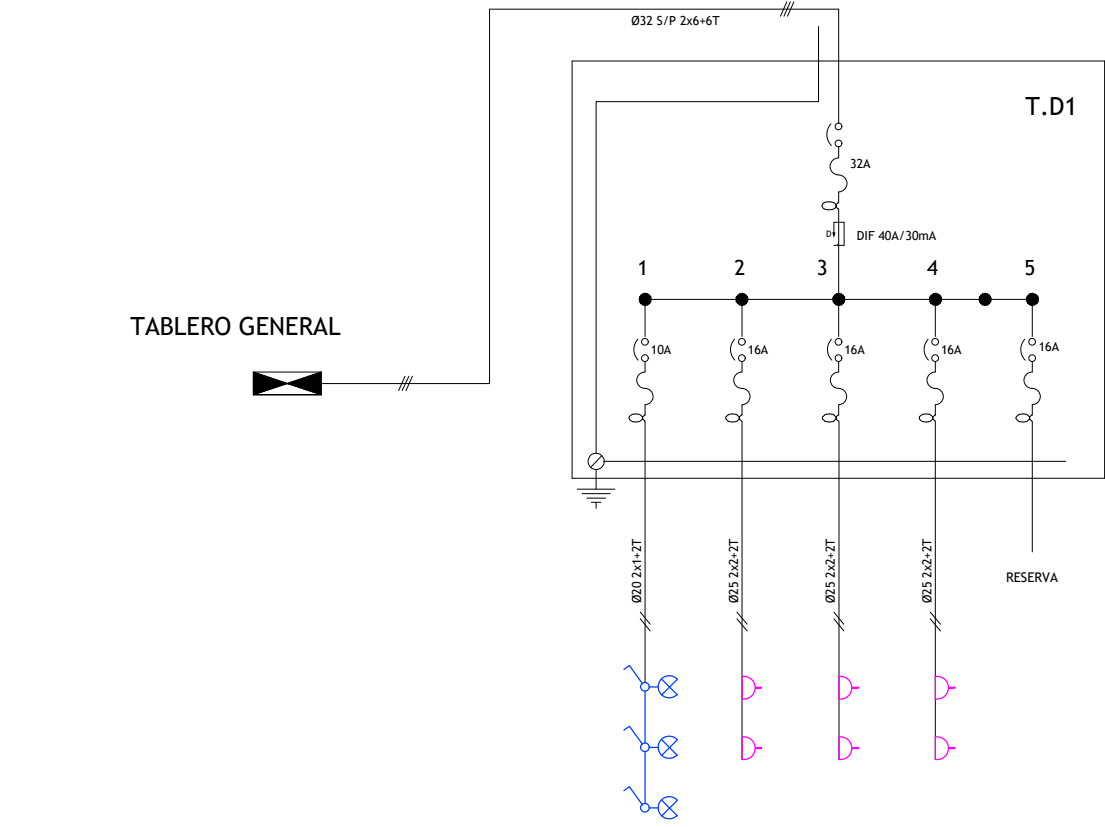 Ø32 S/P 2x6+6T
T.D1
32A
D
DIF 40A/30mA
1 2 3 4 5
TABLERO GENERAL
10A 16A 16A 16A 16A
Ø20 2x1+2T
Ø25 2x2+2T
Ø25 2x2+2T
Ø25 2x2+2T
RESERVA